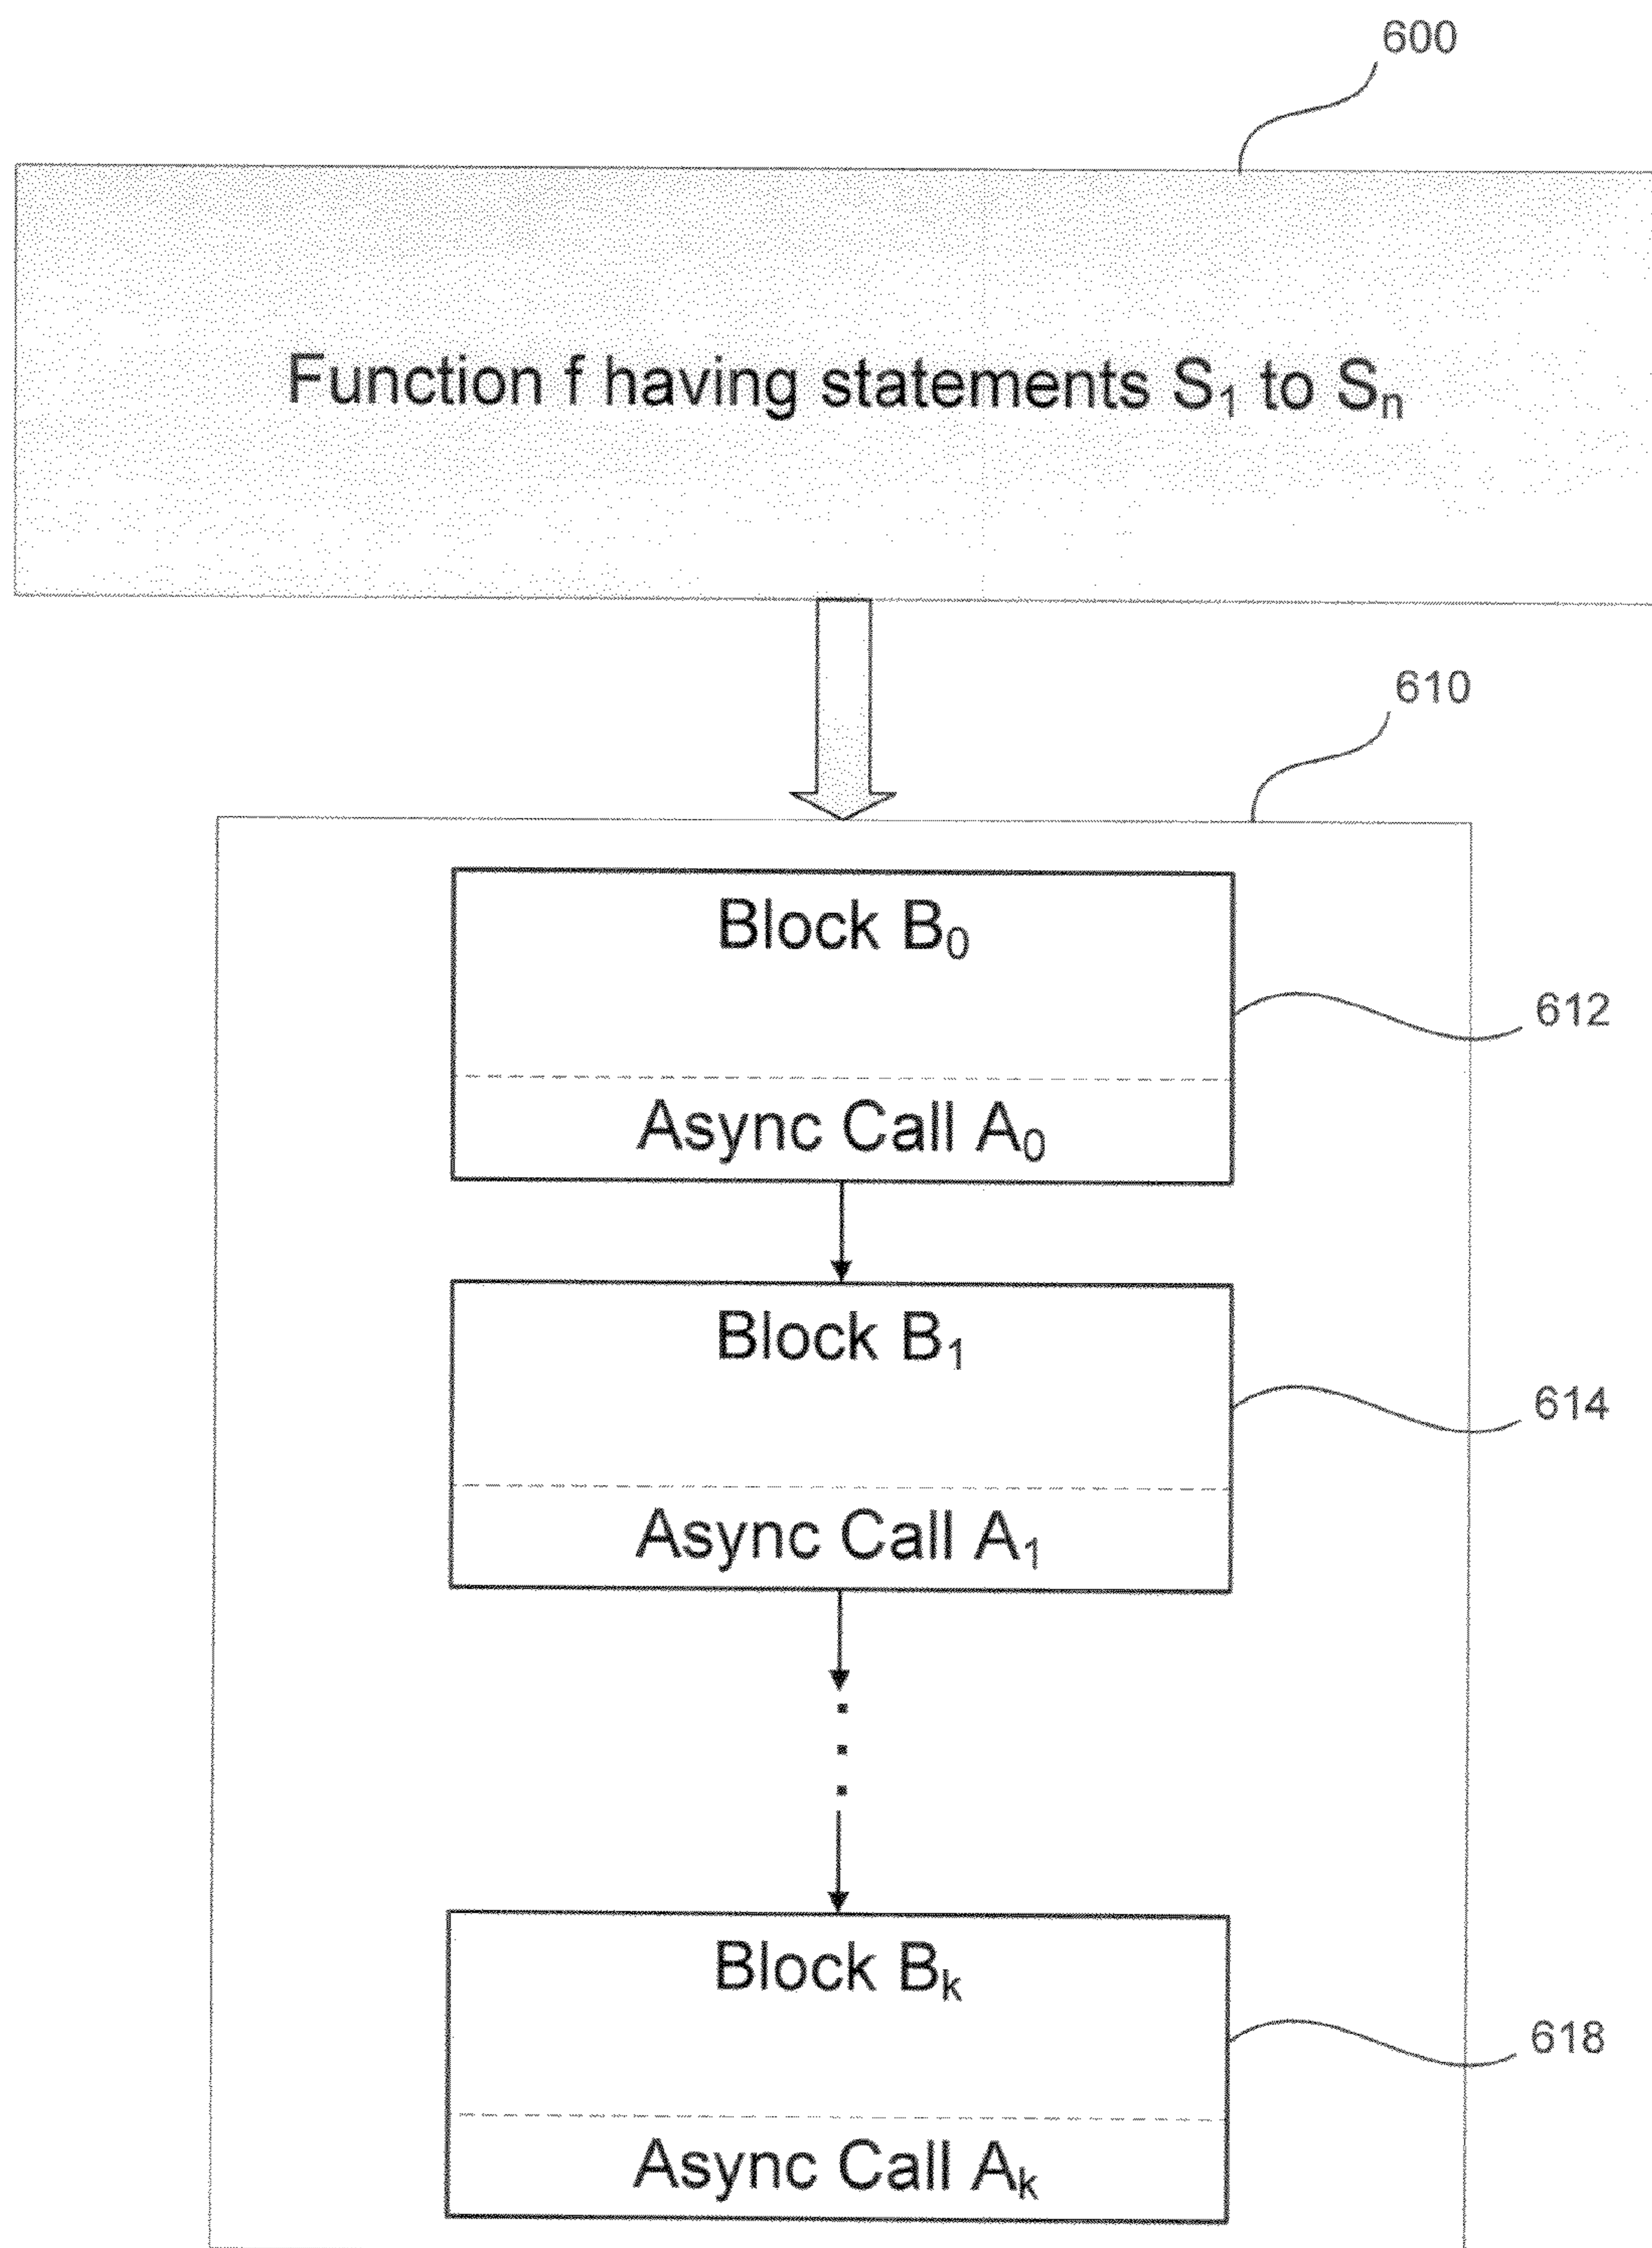 600
Function f having statements S₁ to Sₙ
610
Block B₀
612
Async Call A₀
Block B₁
614
Async Call A₁
Block Bₖ
618
Async Call Aₖ